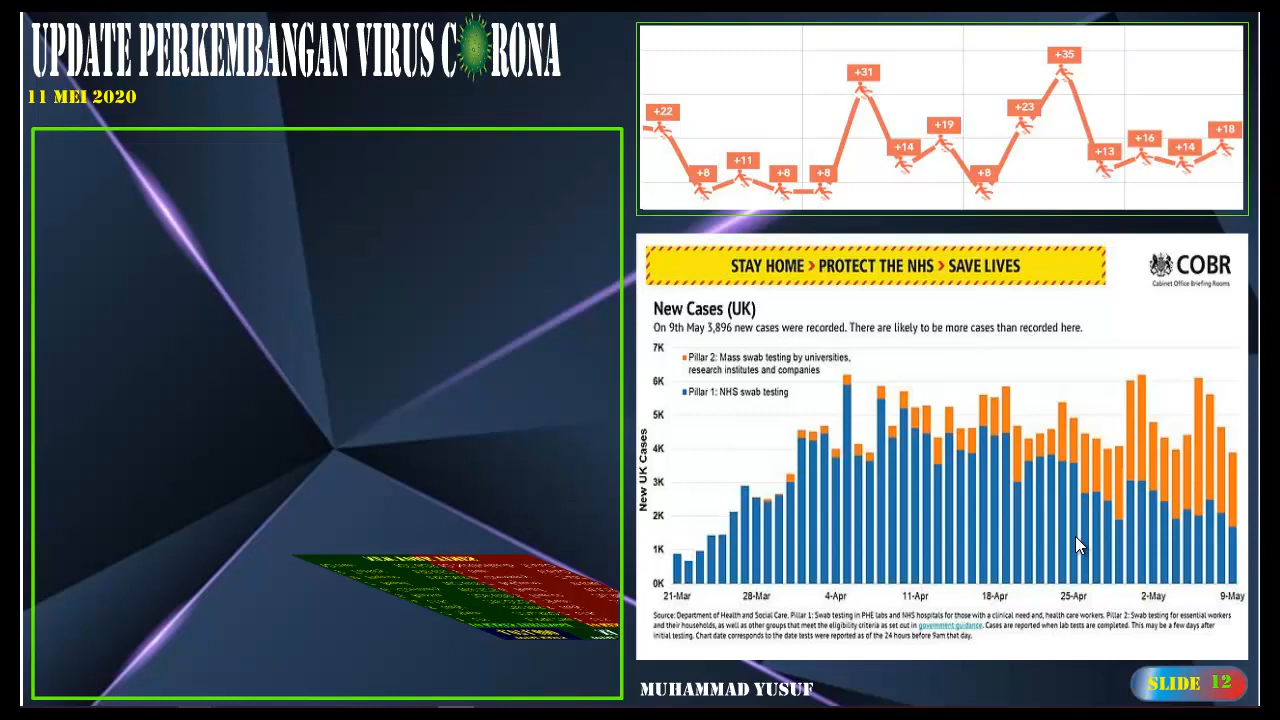 UPDATE PERKEMBANGAN VIRUS CORONA
11 MEI 2020
+22
+8
+11
+8
+8
+31
+14
+19
+8
+23
+35
+13
+16
+14
+18
STAY HOME > PROTECT THE NHS > SAVE LIVES
COBR
Cabinet Office Briefing Rooms
New Cases (UK)
On 9th May 3,896 new cases were recorded. There are likely to be more cases than recorded here.
7K
6K
5K
4K
3K
2K
1K
0K
New UK Cases
Pillar 2: Mass swab testing by universities,
research institutes and companies
Pillar 1: NHS swab testing
21-Mar
28-Mar
4-Apr
11-Apr
18-Apr
25-Apr
2-May
9-May
Source: Department of Health and Social Care. Pillar 1: Swab testing in PHE labs and NHS hospitals for those with a clinical need and, health care workers. Pillar 2: Swab testing for essential workers
and their households, as well as other groups that meet the eligibility criteria as set out in government guidance. Cases are reported when lab tests are completed. This may be a few days after
initial testing. Chart date corresponds to the date tests were reported as of the 24 hours before 9am that day.
MUHAMMAD YUSUF
SLIDE 12